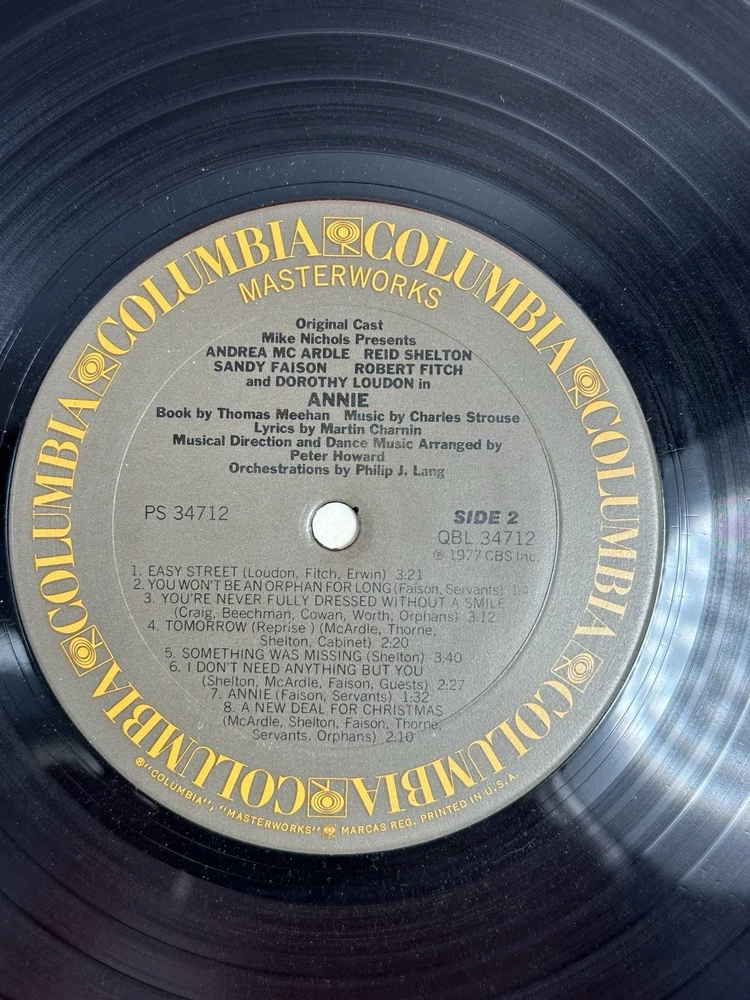 COLUMBIA COLUMBIA COLUMBIA COLUMBIA COLUMBIA COLUMBIA COLUMBIA
MASTERWORKS
Original Cast
Mike Nichols Presents
ANDREA MC ARDLE REID SHELTON
SANDY FAISON ROBERT FITCH
and DOROTHY LOUDON in
ANNIE
Book by Thomas Meehan Music by Charles Strouse
Lyrics by Martin Charnin
Musical Direction and Dance Music Arranged by
Peter Howard
Orchestrations by Philip J. Lang
PS 34712
SIDE 2
QBL 34712
℗ 1977 CBS Inc.
1. EASY STREET (Loudon, Fitch, Erwin) 3:21
2. YOU WON'T BE AN ORPHAN FOR LONG (Faison, Servants)
3. YOU'RE NEVER FULLY DRESSED WITHOUT A SMILE
(Craig, Beechman, Cowan, Worth, Orphans) 3:12
4. TOMORROW (Reprise ) (McArdle, Thorne,
Shelton, Cabinet) 2:20
5. SOMETHING WAS MISSING (Shelton) 3:40
6. I DON'T NEED ANYTHING BUT YOU
(Shelton, McArdle, Faison, Guests) 2:27
7. ANNIE (Faison, Servants) 1:32
8. A NEW DEAL FOR CHRISTMAS
(McArdle, Shelton, Faison, Thorne,
Servants, Orphans) 2:10
®"COLUMBIA", "MASTERWORKS" MARCAS REG. PRINTED IN U.S.A.